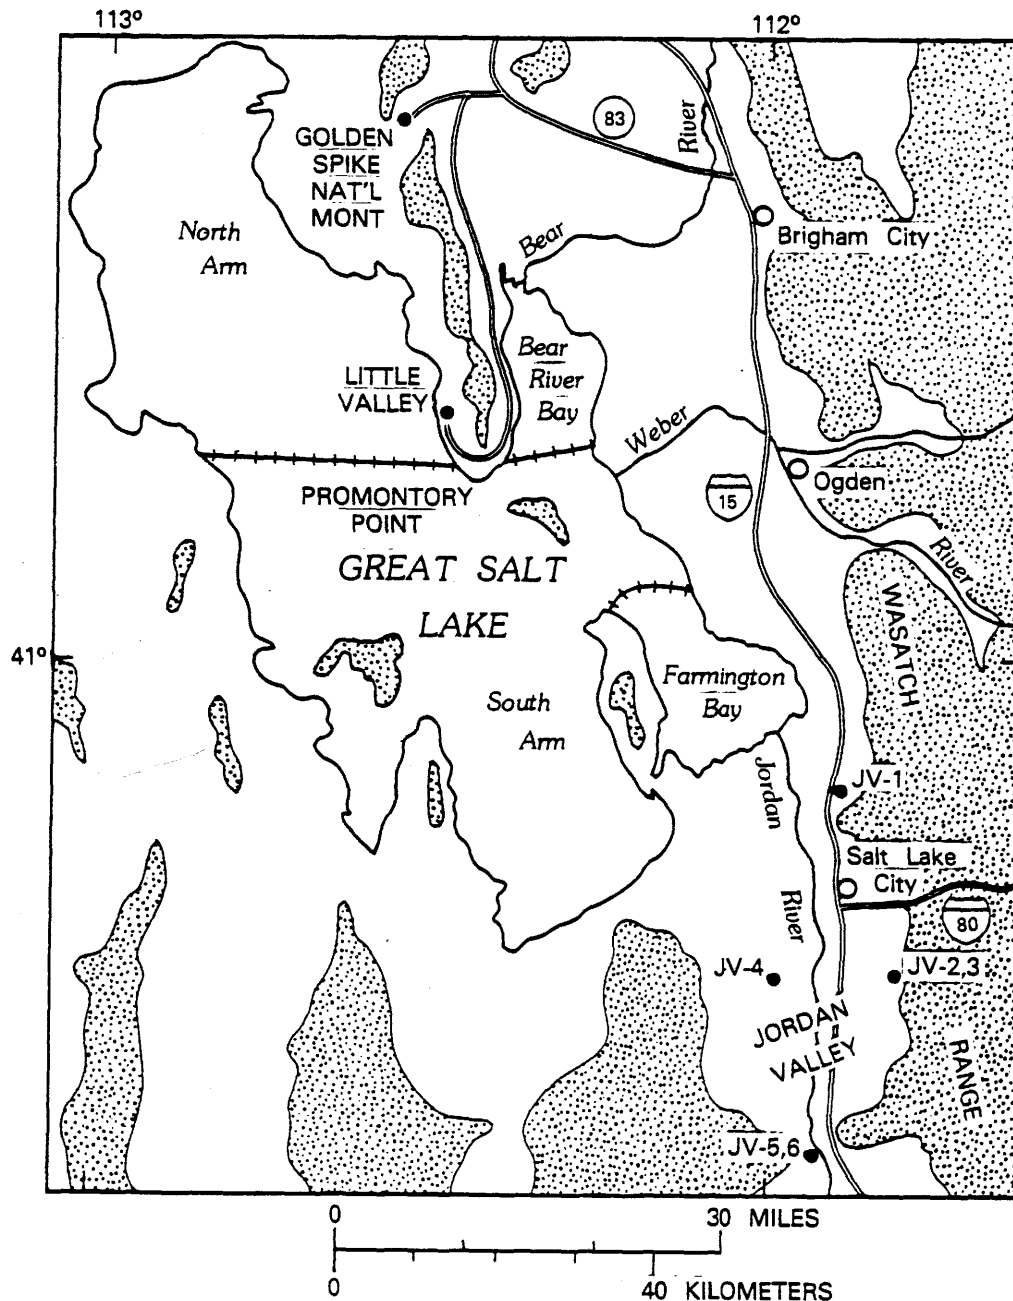 113°
112°
83
River
GOLDEN
SPIKE
NAT'L
MONT
North
Arm
Bear
Brigham City
Bear
River
Bay
LITTLE
VALLEY
Weber
PROMONTORY
POINT
15
Ogden
River
GREAT SALT
LAKE
WASATCH
41°
Farmington
Bay
South
Arm
Jordan
JV-1
Salt Lake
City
River
80
JV-4
JV-2,3
JORDAN
VALLEY
RANGE
JV-5,6
0 30 MILES
0 40 KILOMETERS